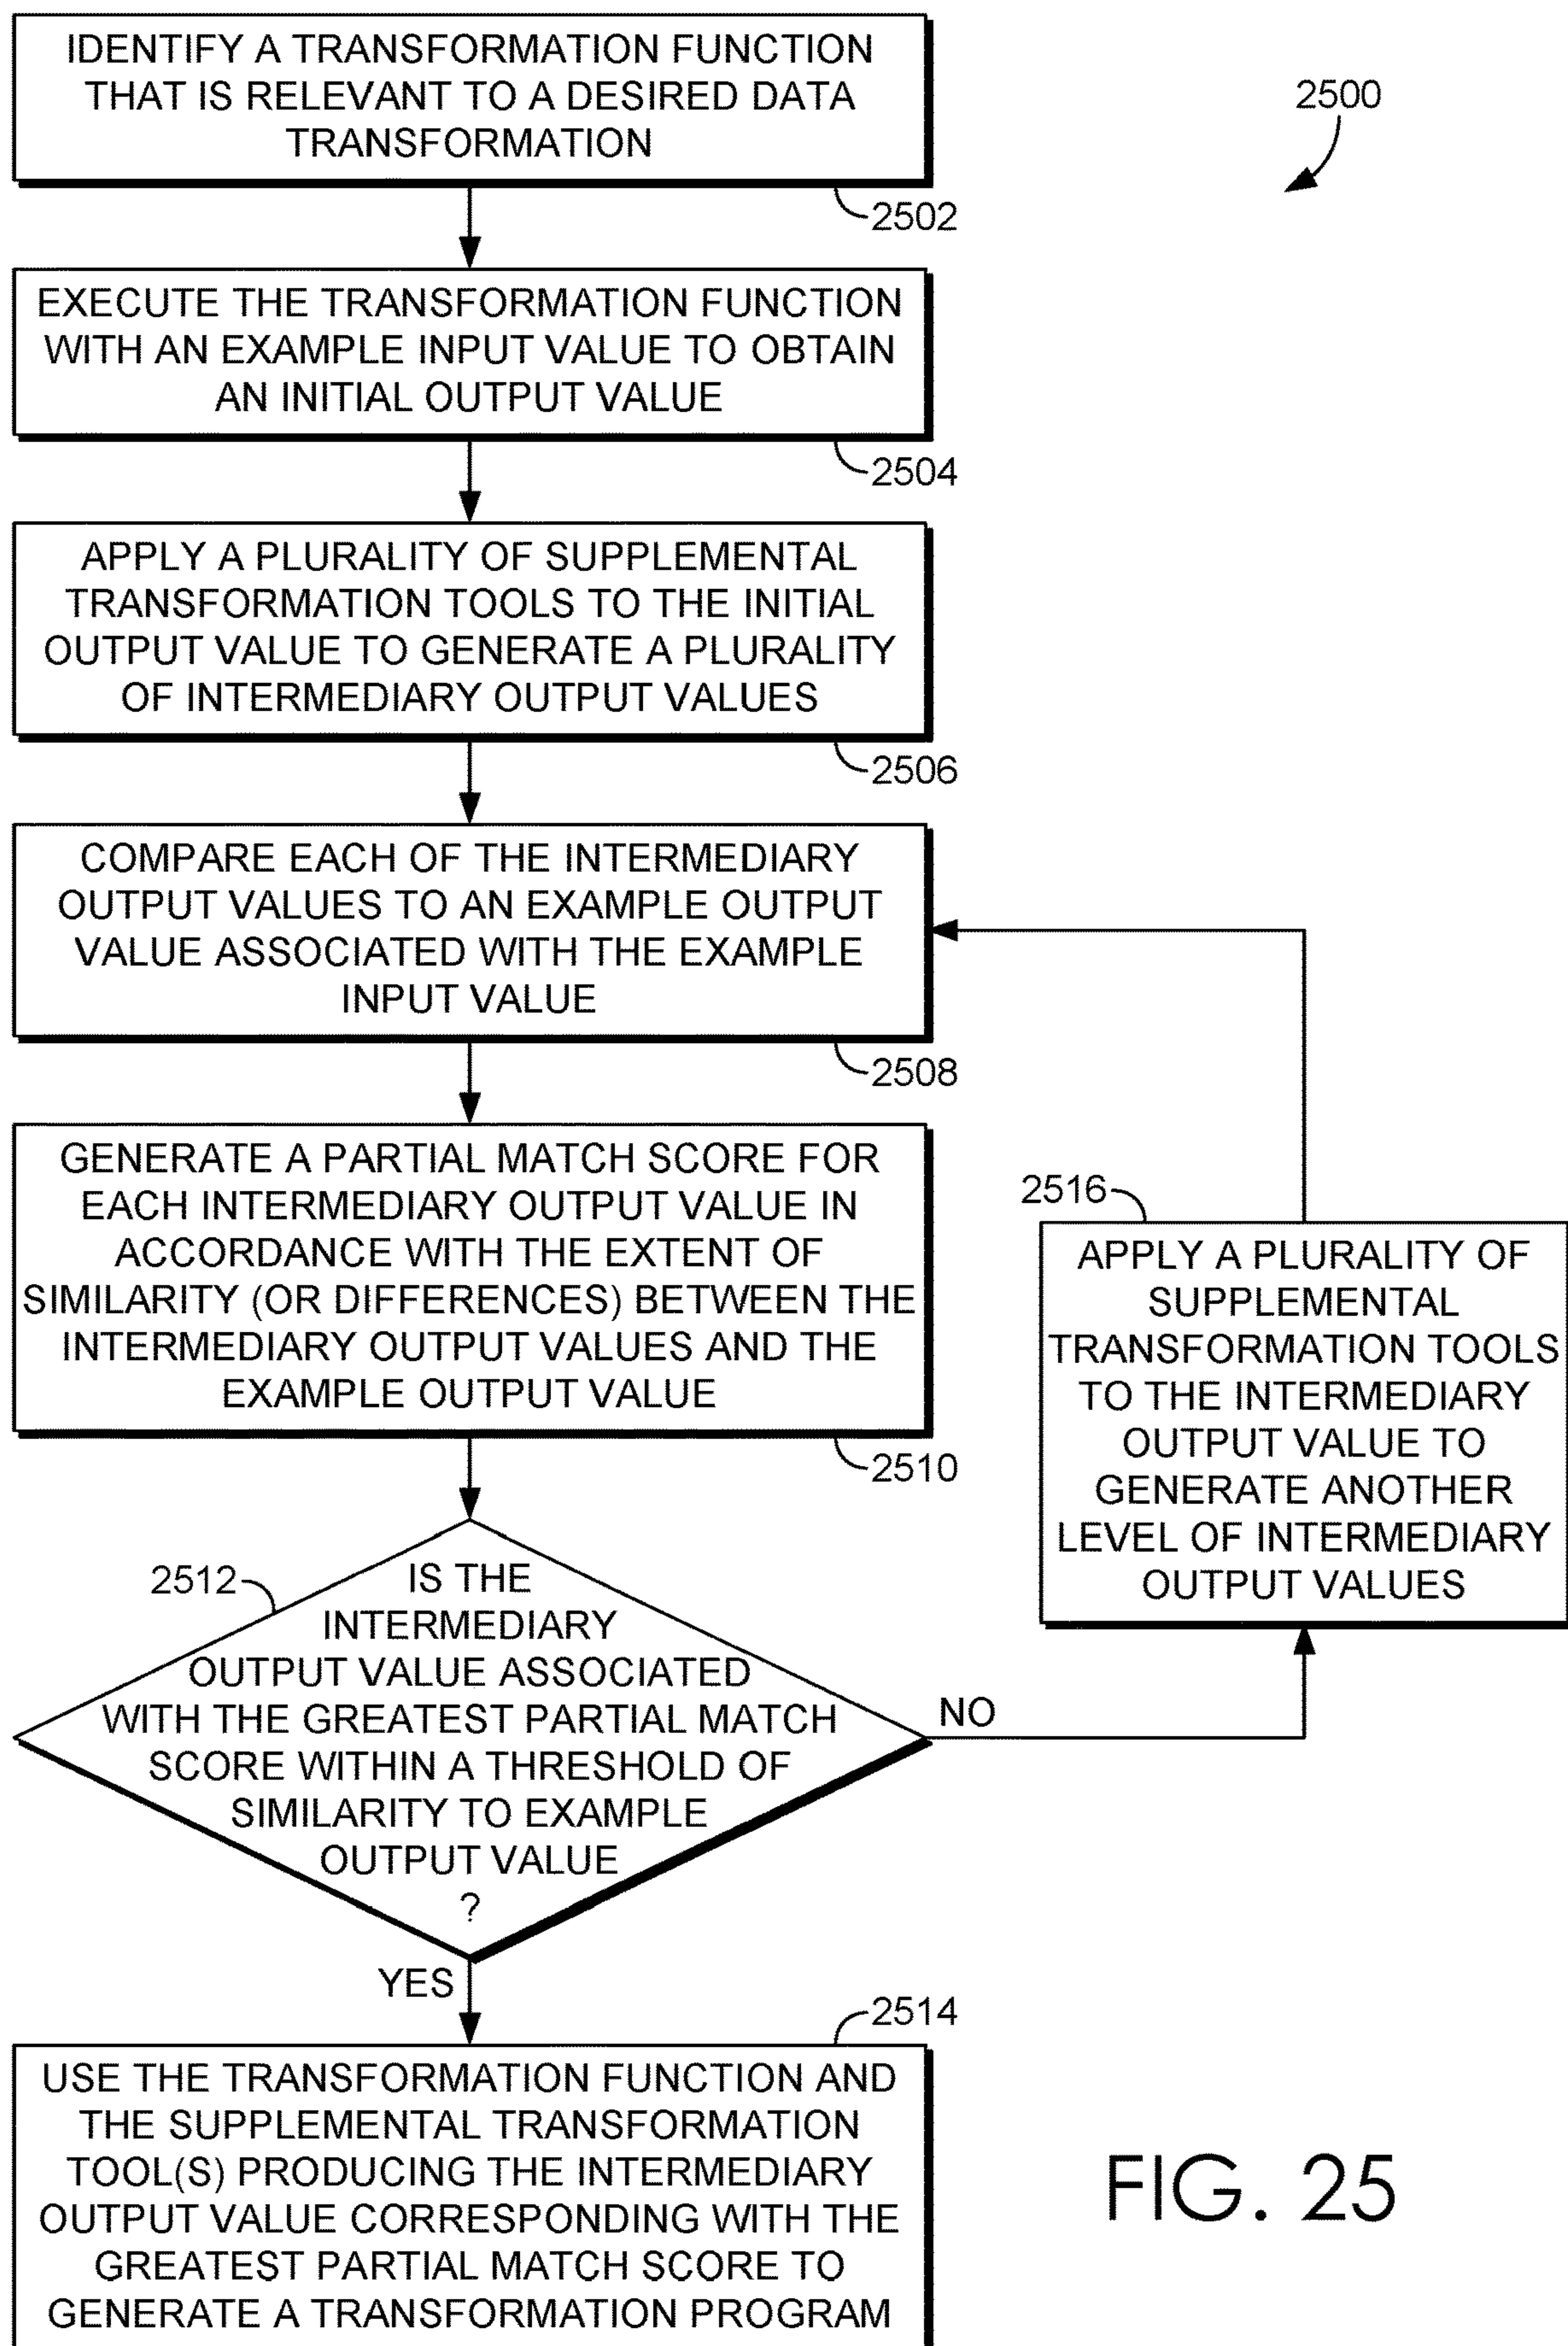 IDENTIFY A TRANSFORMATION FUNCTION
THAT IS RELEVANT TO A DESIRED DATA
TRANSFORMATION
2500
2502
EXECUTE THE TRANSFORMATION FUNCTION
WITH AN EXAMPLE INPUT VALUE TO OBTAIN
AN INITIAL OUTPUT VALUE
2504
APPLY A PLURALITY OF SUPPLEMENTAL
TRANSFORMATION TOOLS TO THE INITIAL
OUTPUT VALUE TO GENERATE A PLURALITY
OF INTERMEDIARY OUTPUT VALUES
2506
COMPARE EACH OF THE INTERMEDIARY
OUTPUT VALUES TO AN EXAMPLE OUTPUT
VALUE ASSOCIATED WITH THE EXAMPLE
INPUT VALUE
2508
GENERATE A PARTIAL MATCH SCORE FOR
EACH INTERMEDIARY OUTPUT VALUE IN
ACCORDANCE WITH THE EXTENT OF
SIMILARITY (OR DIFFERENCES) BETWEEN THE
INTERMEDIARY OUTPUT VALUES AND THE
EXAMPLE OUTPUT VALUE
2510
2516
APPLY A PLURALITY OF
SUPPLEMENTAL
TRANSFORMATION TOOLS
TO THE INTERMEDIARY
OUTPUT VALUE TO
GENERATE ANOTHER
LEVEL OF INTERMEDIARY
OUTPUT VALUES
2512
IS THE
INTERMEDIARY
OUTPUT VALUE ASSOCIATED
WITH THE GREATEST PARTIAL MATCH
SCORE WITHIN A THRESHOLD OF
SIMILARITY TO EXAMPLE
OUTPUT VALUE
?
NO
YES
2514
USE THE TRANSFORMATION FUNCTION AND
THE SUPPLEMENTAL TRANSFORMATION
TOOL(S) PRODUCING THE INTERMEDIARY
OUTPUT VALUE CORRESPONDING WITH THE
GREATEST PARTIAL MATCH SCORE TO
GENERATE A TRANSFORMATION PROGRAM
FIG. 25